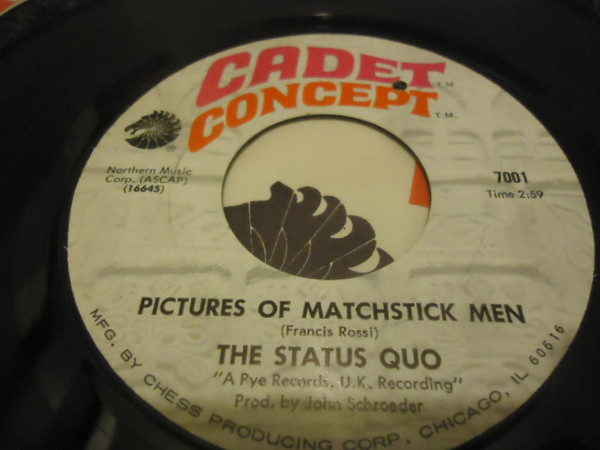 CADET T.M.
CONCEPT T.M.
®
Northern Music
Corp. (ASCAP)
(16645)
7001
Time 2:59
PICTURES OF MATCHSTICK MEN
(Francis Rossi)
THE STATUS QUO
"A Pye Records, U.K. Recording"
Prod. by John Schroeder
MFG. BY CHESS PRODUCING CORP. CHICAGO, IL 60616